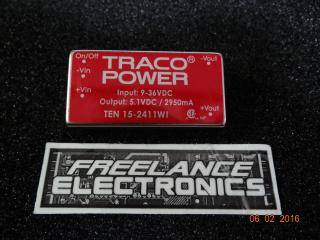 On/Off
TRACO®
-Vout
-Vin
POWER
+Vin
Input: 9-36VDC
Output: 5.1VDC / 2950mA
+Vout
TEN 15-2411WI
FREELANCE
ELECTRONICS
06 02 2016